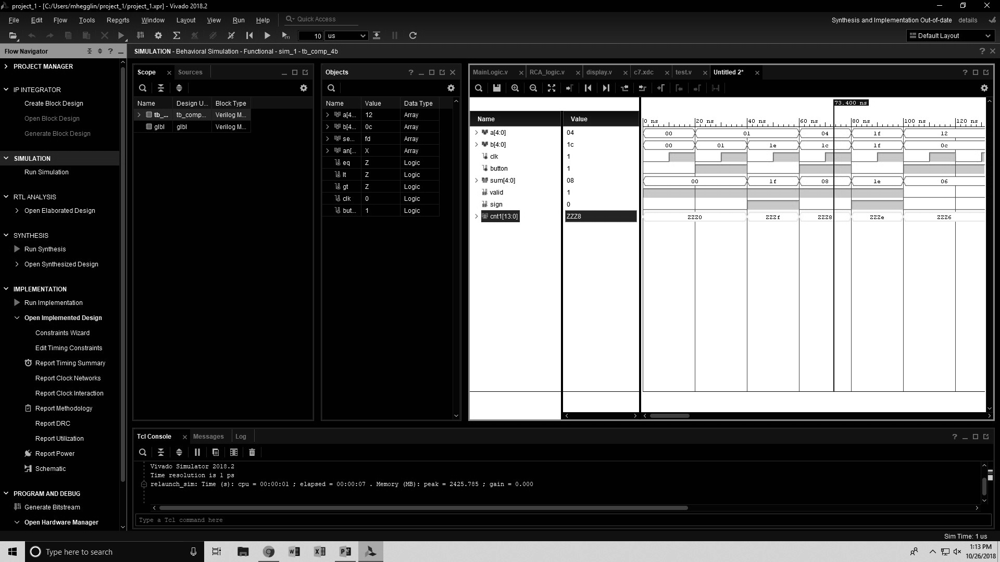 project_1 - [C:/Users/mhegglin/project_1/project_1.xpr] - Vivado 2018.2
File Edit Flow Tools Reports Window Layout View Run Help Quick Access
Synthesis and Implementation Out-of-date details
10 us
Default Layout
Flow Navigator
PROJECT MANAGER
IP INTEGRATOR
Create Block Design
Open Block Design
Generate Block Design
SIMULATION
Run Simulation
RTL ANALYSIS
Open Elaborated Design
SYNTHESIS
Run Synthesis
Open Synthesized Design
IMPLEMENTATION
Run Implementation
Open Implemented Design
Constraints Wizard
Edit Timing Constraints
Report Timing Summary
Report Clock Networks
Report Clock Interaction
Report Methodology
Report DRC
Report Utilization
Report Power
Schematic
PROGRAM AND DEBUG
Generate Bitstream
Open Hardware Manager
SIMULATION - Behavioral Simulation - Functional - sim_1 - tb_comp_4b
Scope Sources
Name Design U... Block Type
tb_... tb_comp... Verilog M...
glbl glbl Verilog M...
Objects
Name Value Data Type
a[4... 12 Array
b[4... 0c Array
se... fd Array
an[... X Array
eq Z Logic
lt Z Logic
gt Z Logic
clk 0 Logic
but... 1 Logic
MainLogic.v RCA_logic.v display.v c7.xdc test.v Untitled 2*
73.400 ns
Name Value
0 ns 20 ns 40 ns 60 ns 80 ns 100 ns 120 ns
a[4:0] 04 00 01 04 1f 12
b[4:0] 1c 00 01 1e 1c 1f 0c
clk 1
button 1
sum[4:0] 08 00 1f 08 1e 06
valid 1
sign 0
cnt1[13:0] ZZZ8 ZZZ0 ZZZf ZZZ8 ZZZe ZZZ6
Tcl Console Messages Log
Vivado Simulator 2018.2
Time resolution is 1 ps
relaunch_sim: Time (s): cpu = 00:00:01 ; elapsed = 00:00:07 . Memory (MB): peak = 2425.785 ; gain = 0.000
Type a Tcl command here
Sim Time: 1 us
Type here to search
1:13 PM
10/26/2018